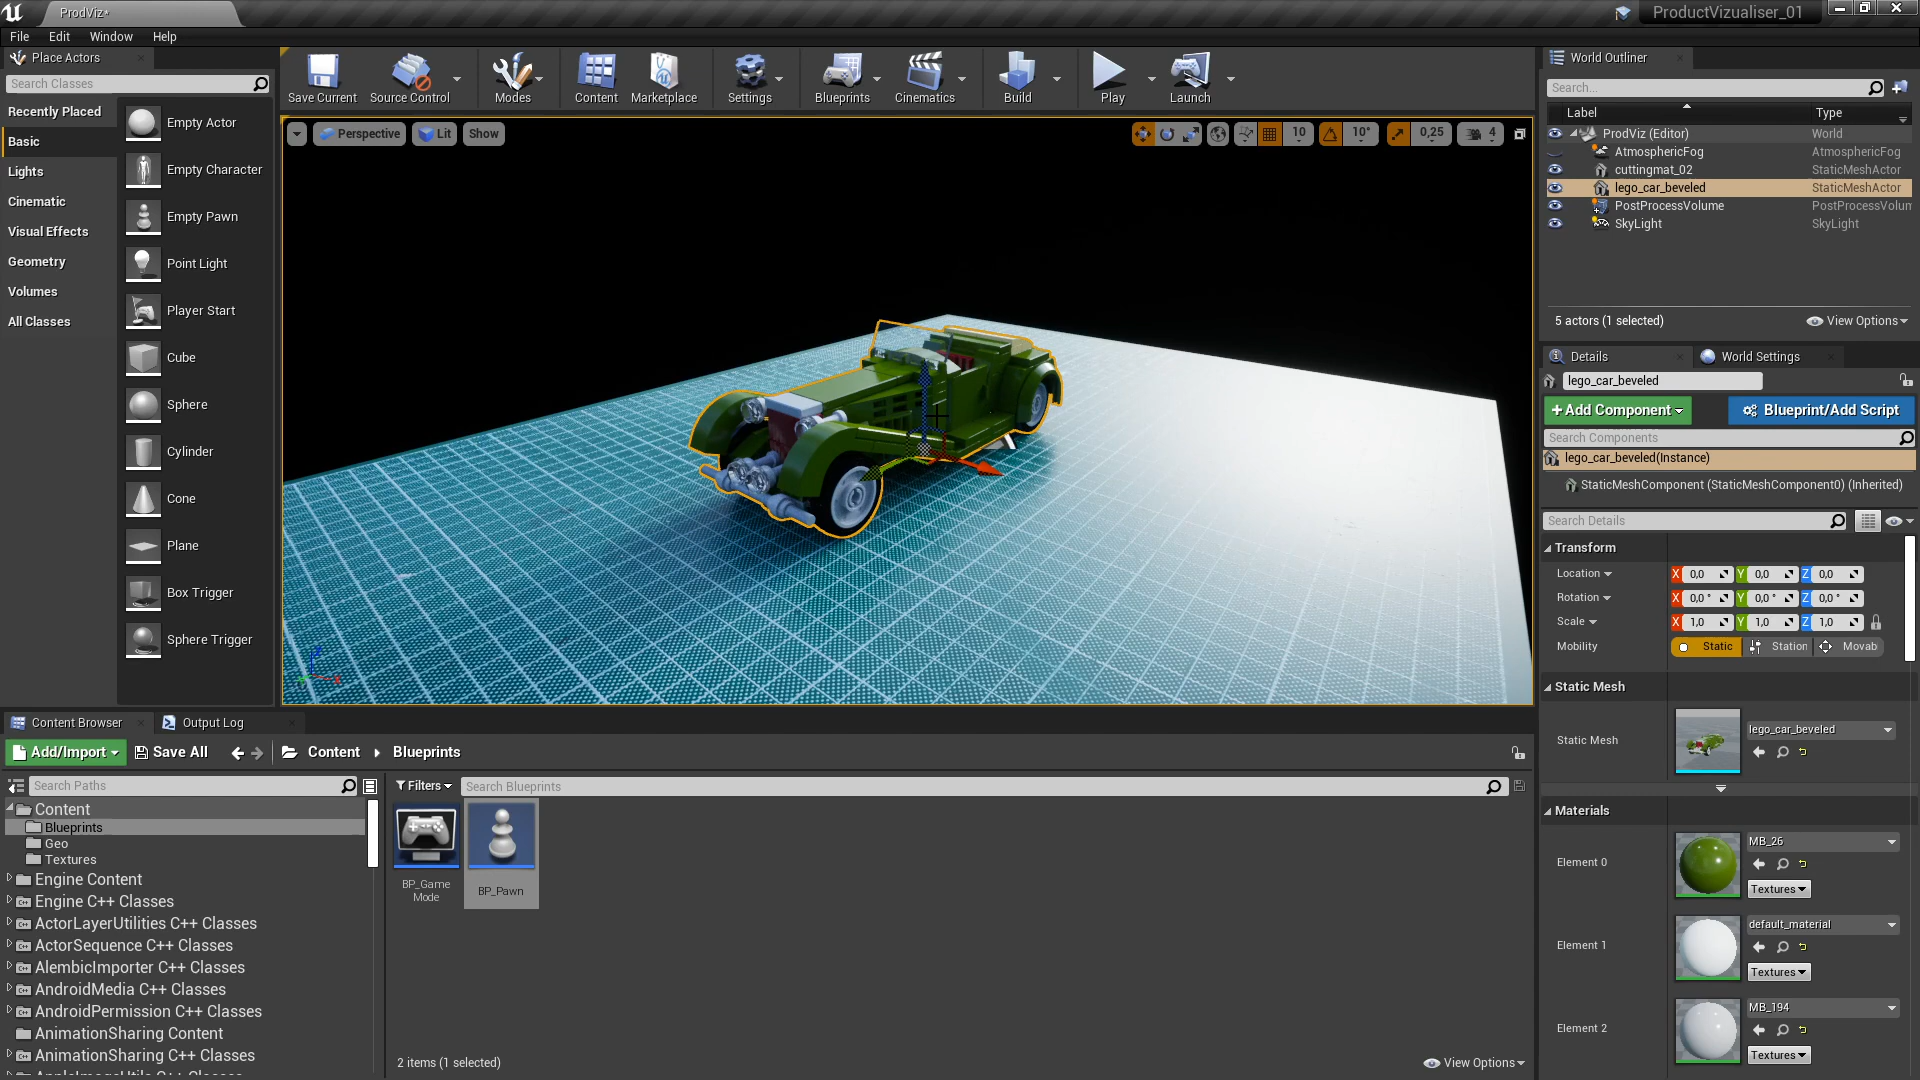 ProdViz•
ProductVizualiser_01
File Edit Window Help
Place Actors
Search Classes
Recently Placed
Basic
Lights
Cinematic
Visual Effects
Geometry
Volumes
All Classes
Empty Actor
Empty Character
Empty Pawn
Point Light
Player Start
Cube
Sphere
Cylinder
Cone
Plane
Box Trigger
Sphere Trigger
Save Current Source Control Modes Content Marketplace Settings Blueprints Cinematics Build Play Launch
Perspective Lit Show 10 10° 0,25 4
World Outliner
Search...
Label Type
ProdViz (Editor) World
AtmosphericFog AtmosphericFog
cuttingmat_02 StaticMeshActor
lego_car_beveled StaticMeshActor
PostProcessVolume PostProcessVolum
SkyLight SkyLight
5 actors (1 selected) View Options
Details World Settings
lego_car_beveled
+Add Component Blueprint/Add Script
Search Components
lego_car_beveled(Instance)
StaticMeshComponent (StaticMeshComponent0) (Inherited)
Search Details
Transform
Location X 0,0 Y 0,0 Z 0,0
Rotation X 0,0 ° Y 0,0 ° Z 0,0 °
Scale X 1,0 Y 1,0 Z 1,0
Mobility Static Station Movab
Static Mesh
Static Mesh lego_car_beveled
Materials
Element 0 MB_26
Textures
Element 1 default_material
Textures
Element 2 MB_194
Textures
Content Browser Output Log
Add/Import Save All Content Blueprints
Search Paths
Content
Blueprints
Geo
Textures
Engine Content
Engine C++ Classes
ActorLayerUtilities C++ Classes
ActorSequence C++ Classes
AlembicImporter C++ Classes
AndroidMedia C++ Classes
AndroidPermission C++ Classes
AnimationSharing Content
AnimationSharing C++ Classes
Filters Search Blueprints
BP_Game
Mode
BP_Pawn
2 items (1 selected) View Options